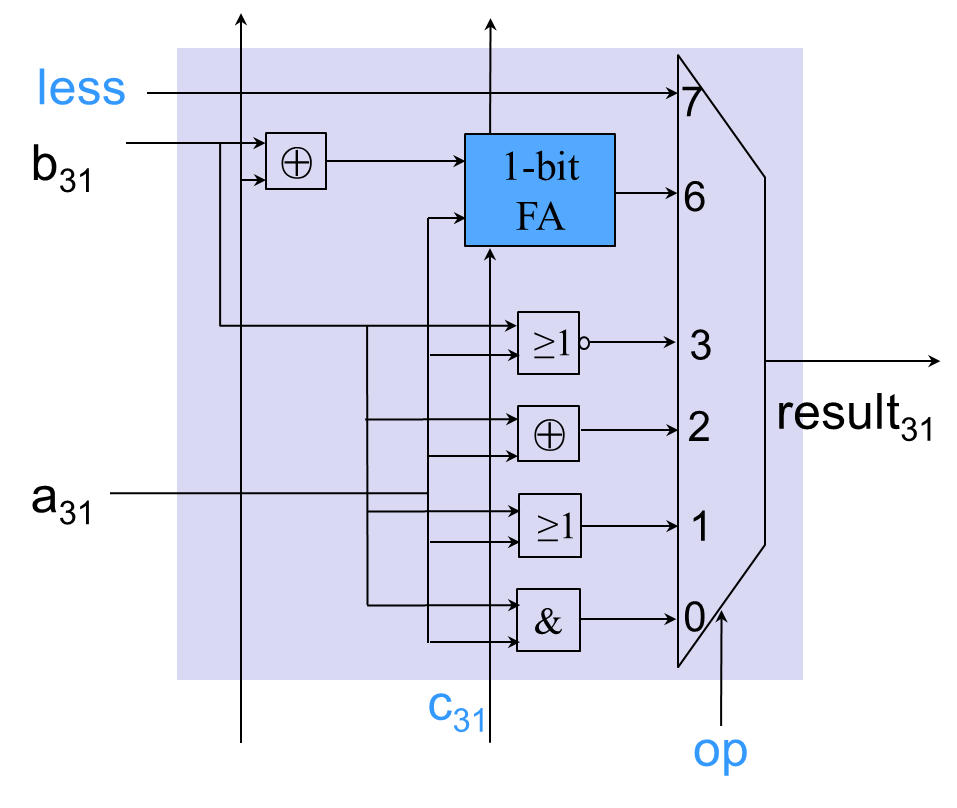 less
7
b31
⊕
1-bit
FA
6
≥1
3
⊕
2
result31
a31
≥1
1
&
0
c31
op